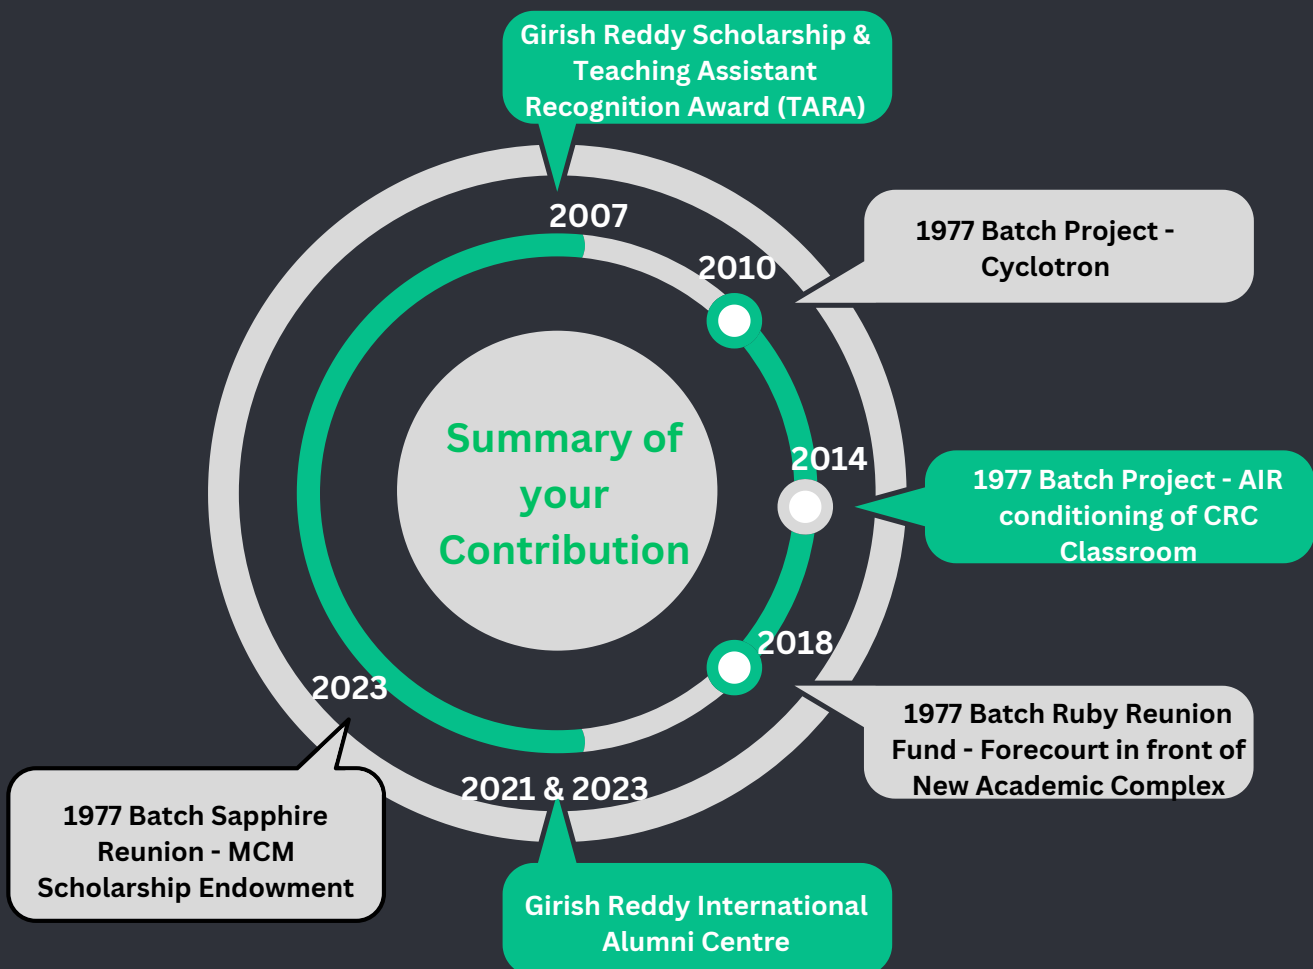 Girish Reddy Scholarship &
Teaching Assistant
Recognition Award (TARA)
2007
2010
1977 Batch Project -
Cyclotron
Summary of
your
Contribution
2014
1977 Batch Project - AIR
conditioning of CRC
Classroom
2018
1977 Batch Ruby Reunion
Fund - Forecourt in front of
New Academic Complex
2021 & 2023
Girish Reddy International
Alumni Centre
2023
1977 Batch Sapphire
Reunion - MCM
Scholarship Endowment